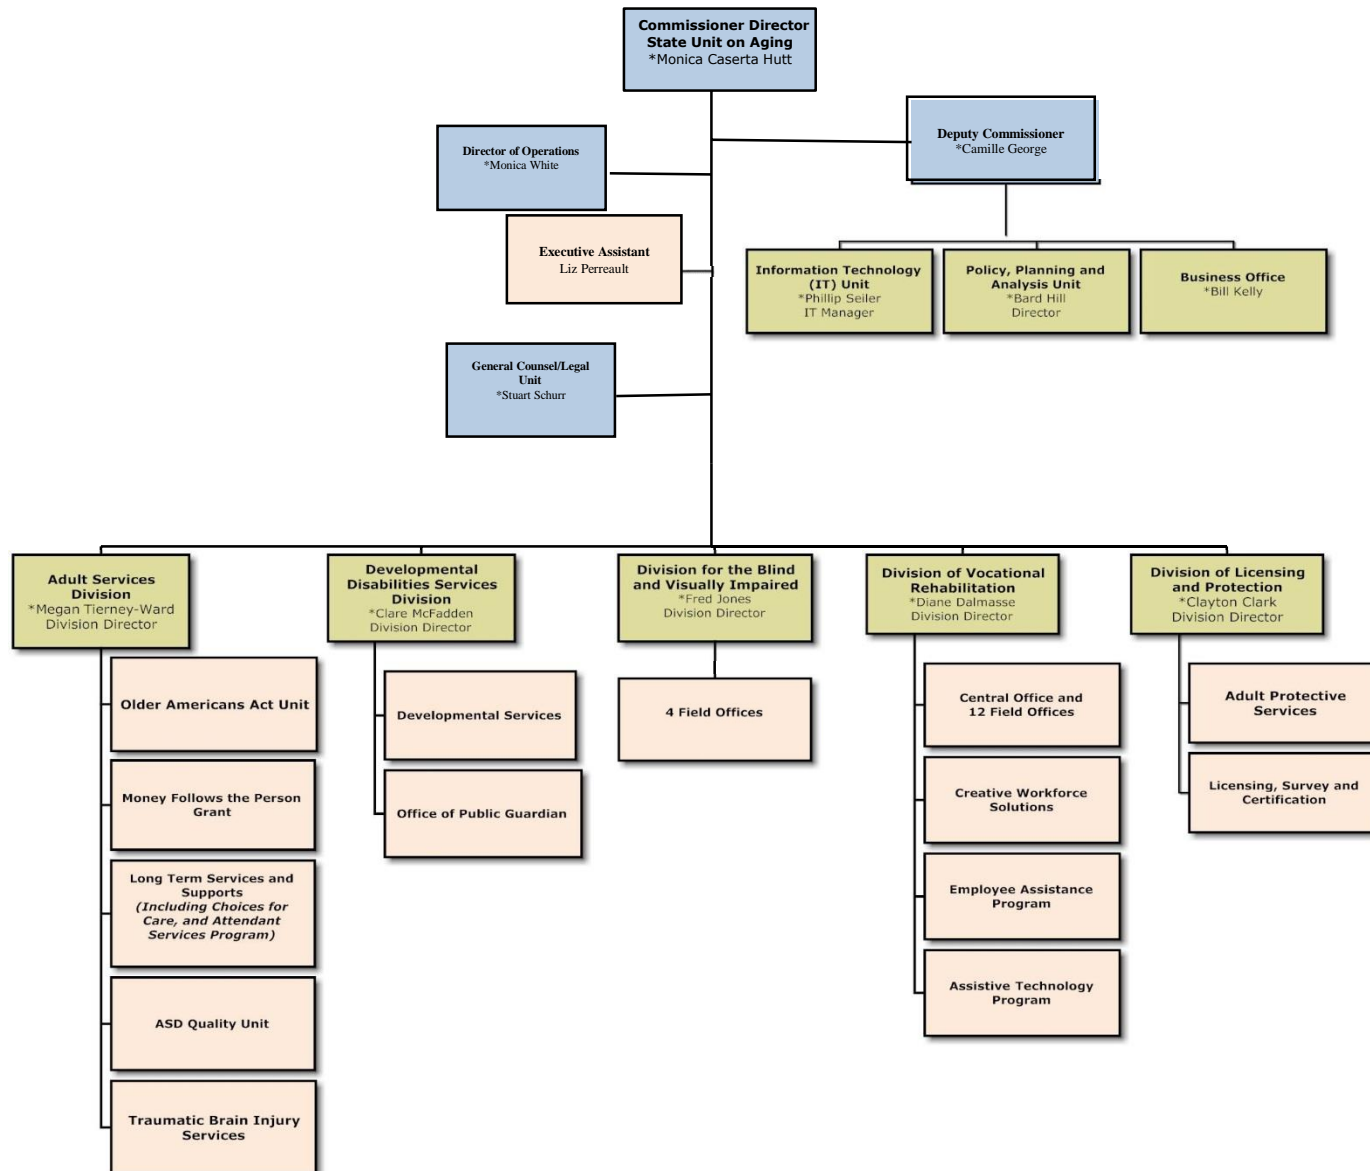 Commissioner Director
State Unit on Aging
*Monica Caserta Hutt
Deputy Commissioner
*Camille George
Director of Operations
*Monica White
Executive Assistant
Liz Perreault
Information Technology
(IT) Unit
*Phillip Seiler
IT Manager
Policy, Planning and
Analysis Unit
*Bard Hill
Director
Business Office
*Bill Kelly
General Counsel/Legal
Unit
*Stuart Schurr
Adult Services
Division
*Megan Tierney-Ward
Division Director
Developmental
Disabilities Services
Division
*Clare McFadden
Division Director
Division for the Blind
and Visually Impaired
*Fred Jones
Division Director
Division of Vocational
Rehabilitation
*Diane Dalmasse
Division Director
Division of Licensing
and Protection
*Clayton Clark
Division Director
Older Americans Act Unit
Money Follows the Person
Grant
Long Term Services and
Supports
(Including Choices for
Care, and Attendant
Services Program)
ASD Quality Unit
Traumatic Brain Injury
Services
Developmental Services
Office of Public Guardian
4 Field Offices
Central Office and
12 Field Offices
Creative Workforce
Solutions
Employee Assistance
Program
Assistive Technology
Program
Adult Protective
Services
Licensing, Survey and
Certification